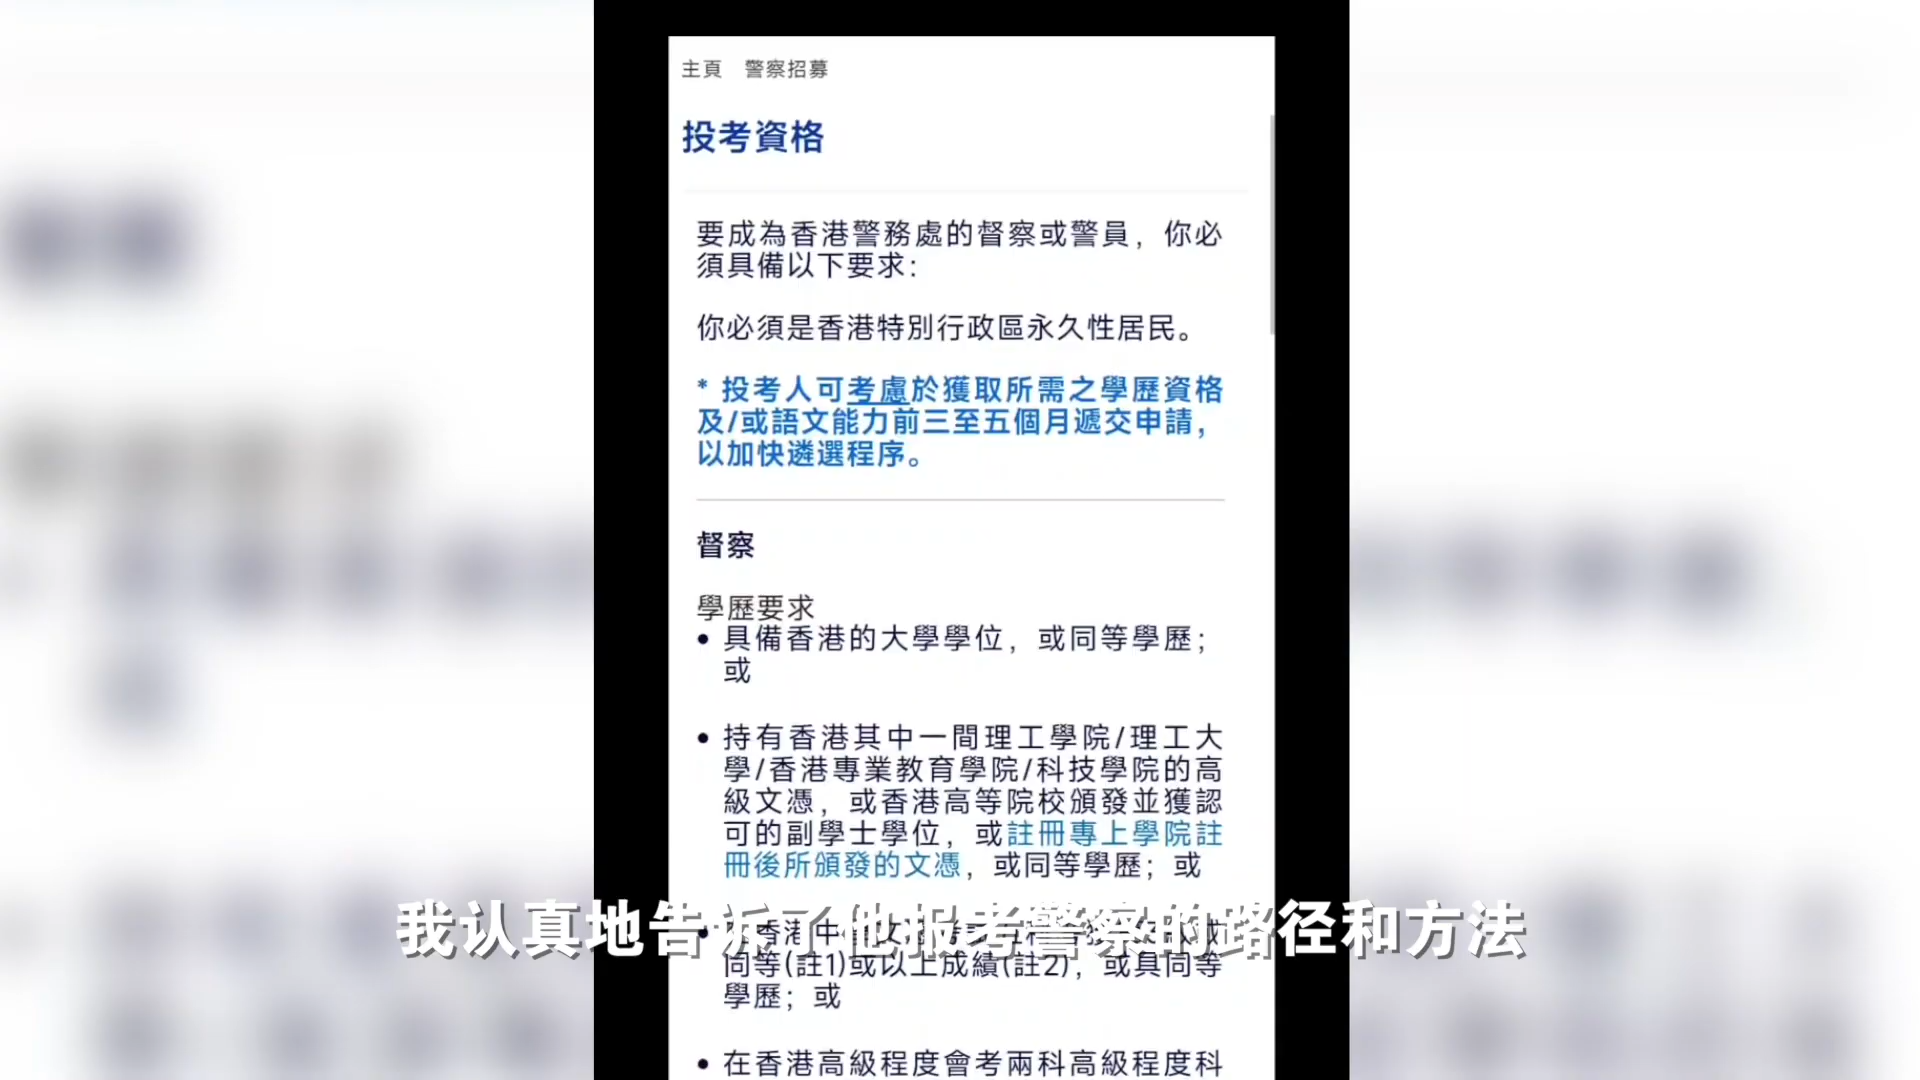 主頁 警察招募
投考資格
要成為香港警務處的督察或警員，你必
須具備以下要求：
你必須是香港特別行政區永久性居民。
* 投考人可考慮於獲取所需之學歷資格
及/或語文能力前三至五個月遞交申請，
以加快遴選程序。
督察
學歷要求
• 具備香港的大學學位，或同等學歷；
或
• 持有香港其中一間理工學院/理工大
學/香港專業教育學院/科技學院的高
級文憑，或香港高等院校頒發並獲認
可的副學士學位，或註冊專上學院註
冊後所頒發的文憑，或同等學歷；或
我认真地告诉了他报考警察的路径和方法
香港中
同等(註1)或以上成績(註2)，或具同等
學歷；或
• 在香港高級程度會考兩科高級程度科